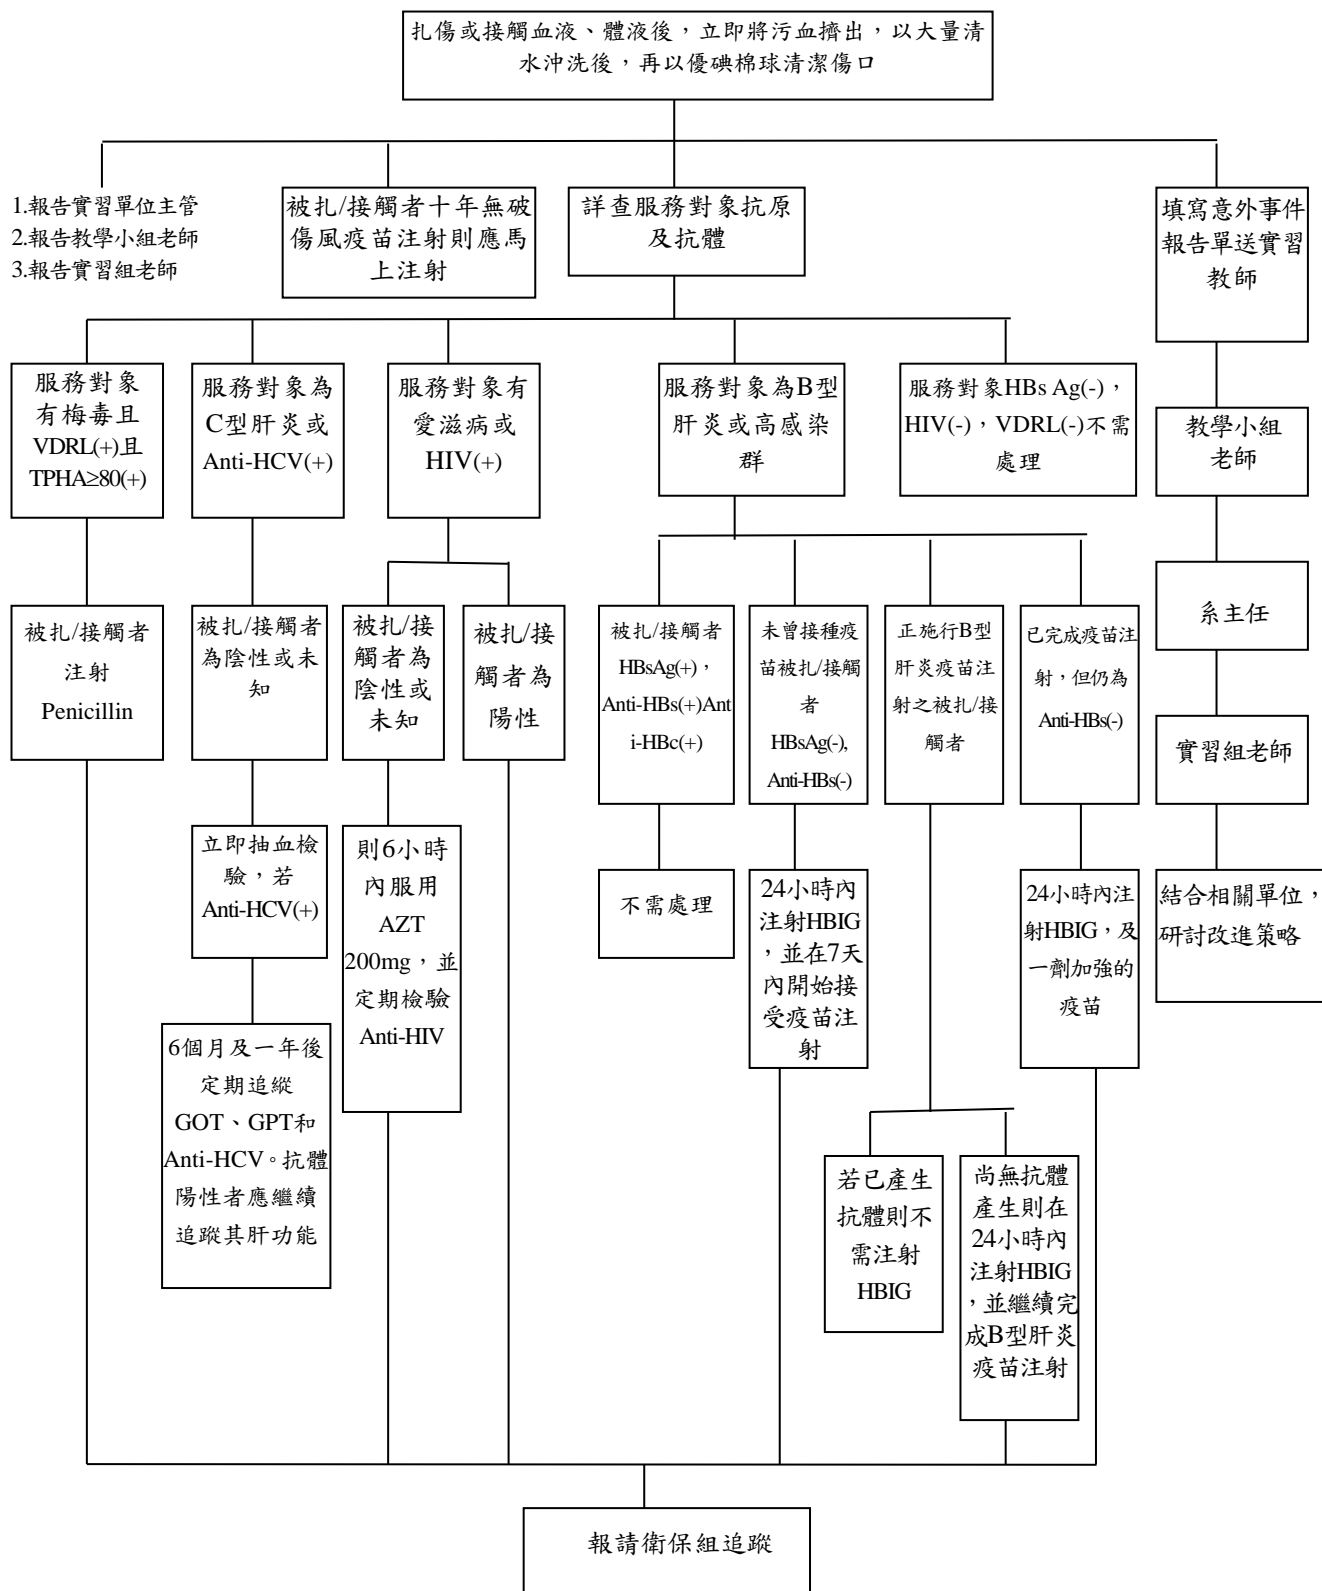 扎傷或接觸血液、體液後，立即將污血擠出，以大量清
水沖洗後，再以優碘棉球清潔傷口
1.報告實習單位主管
2.報告教學小組老師
3.報告實習組老師
被扎/接觸者十年無破
傷風疫苗注射則應馬
上注射
詳查服務對象抗原
及抗體
填寫意外事件
報告單送實習
教師
服務對象
有梅毒且
VDRL(+)且
TPHA≥80(+)
服務對象為
C型肝炎或
Anti-HCV(+)
服務對象有
愛滋病或
HIV(+)
服務對象為B型
肝炎或高感染
群
服務對象HBs Ag(-)，
HIV(-)，VDRL(-)不需
處理
教學小組
老師
被扎/接觸者
注射
Penicillin
被扎/接觸者
為陰性或未
知
被扎/接
觸者為
陰性或
未知
被扎/接
觸者為
陽性
被扎/接觸者
HBsAg(+)，
Anti-HBs(+)Ant
i-HBc(+)
未曾接種疫
苗被扎/接觸
者
HBsAg(-),
Anti-HBs(-)
正施行B型
肝炎疫苗注
射之被扎/接
觸者
已完成疫苗注
射，但仍為
Anti-HBs(-)
系主任
實習組老師
立即抽血檢
驗，若
Anti-HCV(+)
則6小時
內服用
AZT
200mg，並
定期檢驗
Anti-HIV
不需處理
24小時內
注射HBIG
，並在7天
內開始接
受疫苗注
射
24小時內注
射HBIG，及
一劑加強的
疫苗
結合相關單位，
研討改進策略
6個月及一年後
定期追縱
GOT、GPT和
Anti-HCV。抗體
陽性者應繼續
追蹤其肝功能
若已產生
抗體則不
需注射
HBIG
尚無抗體
產生則在
24小時內
注射HBIG
，並繼續完
成B型肝炎
疫苗注射
報請衛保組追蹤